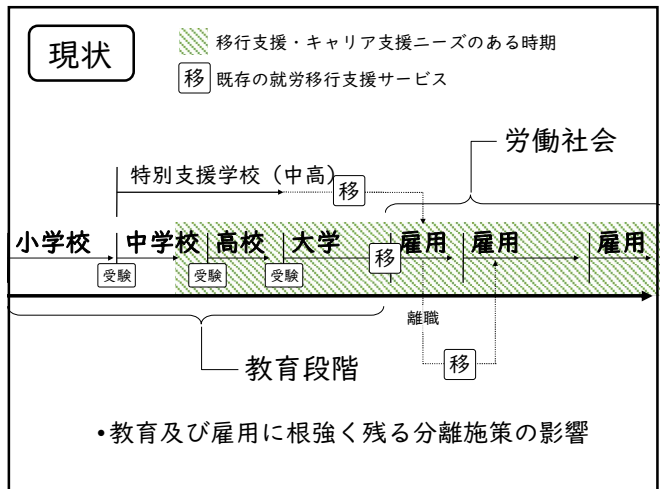 現状
移行支援・キャリア支援ニーズのある時期
移 既存の就労移行支援サービス
労働社会
特別支援学校（中高）
移
小学校 中学校 高校 大学 雇用 雇用 雇用
受験 受験 受験 移
離職
移
教育段階
•教育及び雇用に根強く残る分離施策の影響